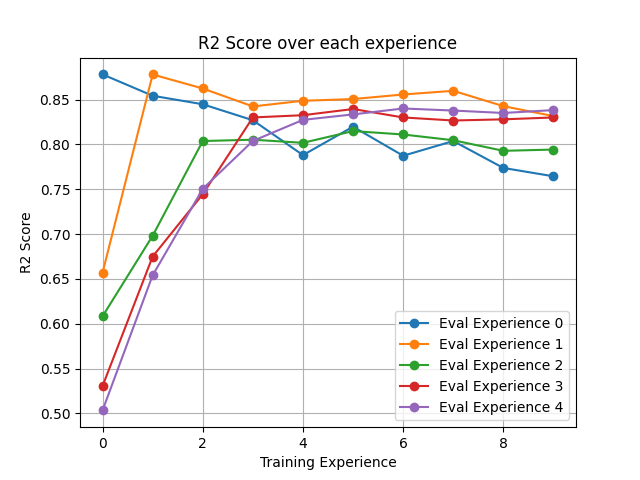 R2 Score over each experience
R2 Score
0.85
0.80
0.75
0.70
0.65
0.60
0.55
0.50
0 2 4 6 8
Training Experience
Eval Experience 0
Eval Experience 1
Eval Experience 2
Eval Experience 3
Eval Experience 4